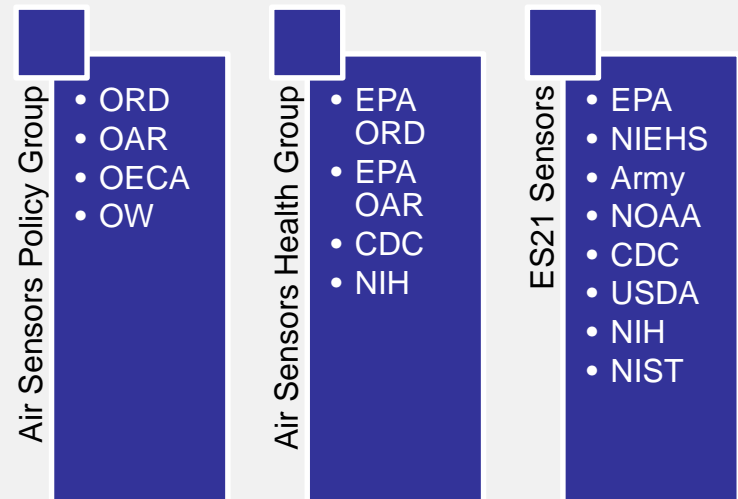 Air Sensors Policy Group
• ORD
• OAR
• OECA
• OW
Air Sensors Health Group
• EPA
ORD
• EPA
OAR
• CDC
• NIH
ES21 Sensors
• EPA
• NIEHS
• Army
• NOAA
• CDC
• USDA
• NIH
• NIST